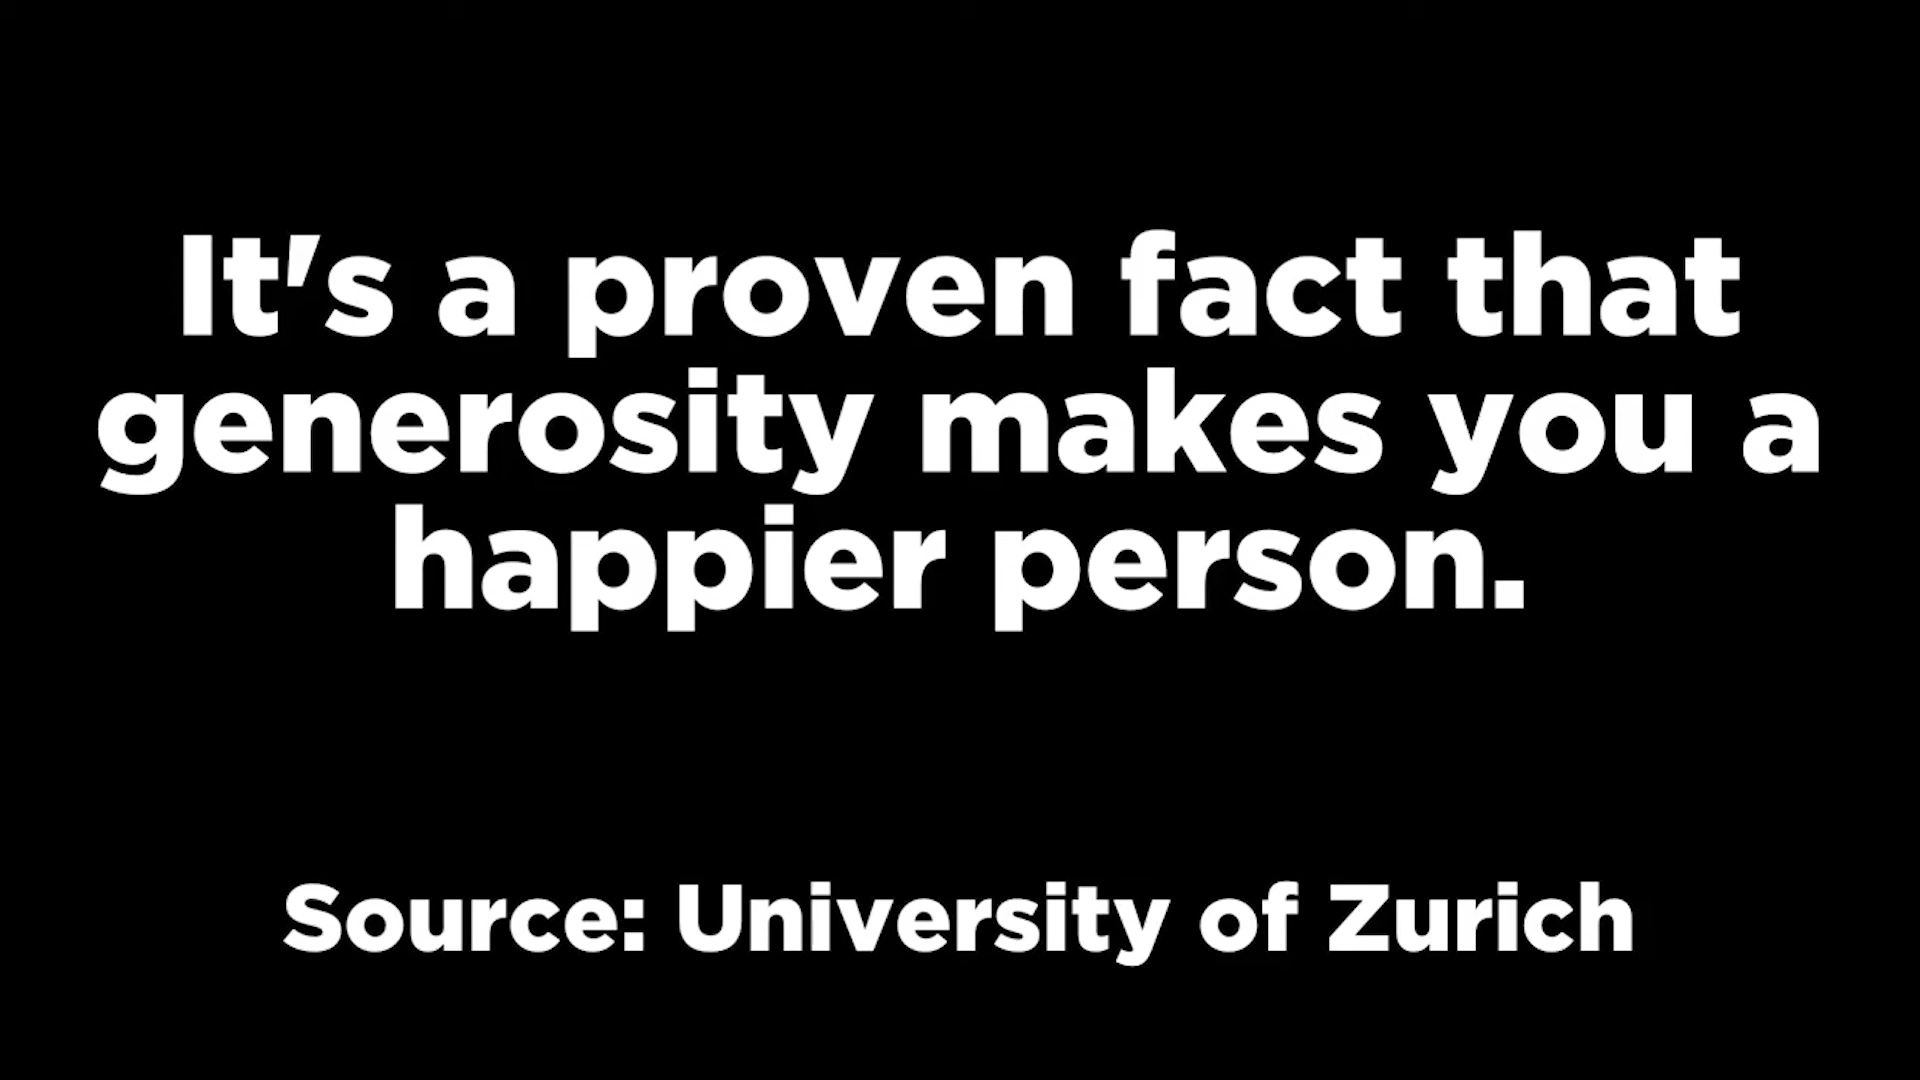 It's a proven fact that
generosity makes you a
happier person.
Source: University of Zurich